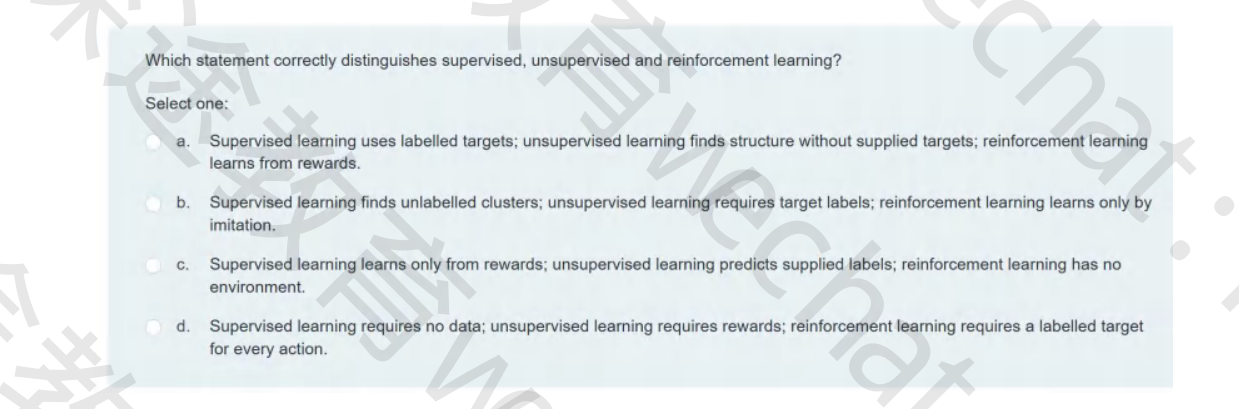 Which statement correctly distinguishes supervised, unsupervised and reinforcement learning?
Select one:
a. Supervised learning uses labelled targets; unsupervised learning finds structure without supplied targets; reinforcement learning
learns from rewards.
b. Supervised learning finds unlabelled clusters; unsupervised learning requires target labels; reinforcement learning learns only by
imitation.
c. Supervised learning learns only from rewards; unsupervised learning predicts supplied labels; reinforcement learning has no
environment.
d. Supervised learning requires no data; unsupervised learning requires rewards; reinforcement learning requires a labelled target
for every action.